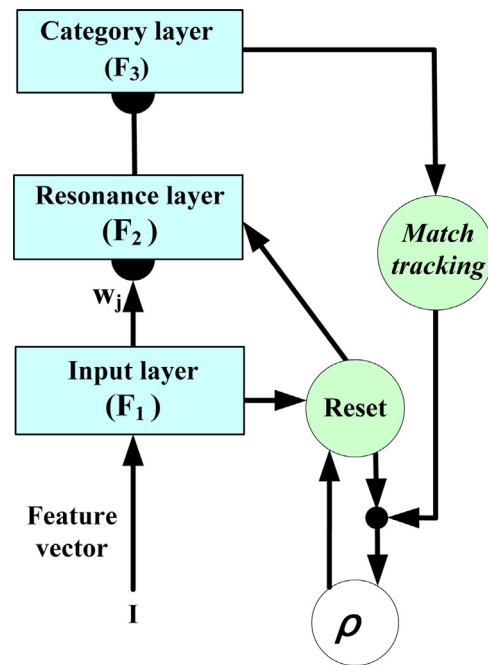 Category layer
(F3)
Resonance layer
(F2)
Match
tracking
wj
Input layer
(F1)
Reset
Feature
vector
I
ρ